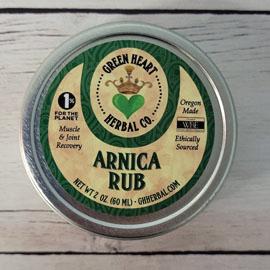 GREEN HEART
HERBAL CO.
1%
FOR THE
PLANET
Muscle
& Joint
Recovery
Oregon
Made
Ethically
Sourced
ARNICA
RUB
NET WT 2 OZ. (60 ML) • GHHERBAL.COM